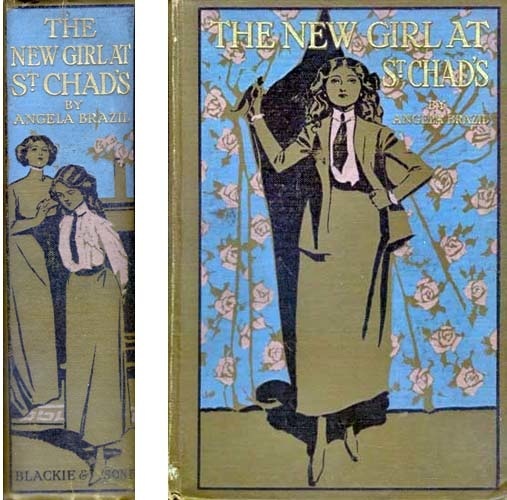 THE
NEW GIRL AT
ST CHAD'S
BY
ANGELA BRAZIL
BLACKIE & SON LTD
THE NEW GIRL AT
ST CHAD'S
BY
ANGELA BRAZIL